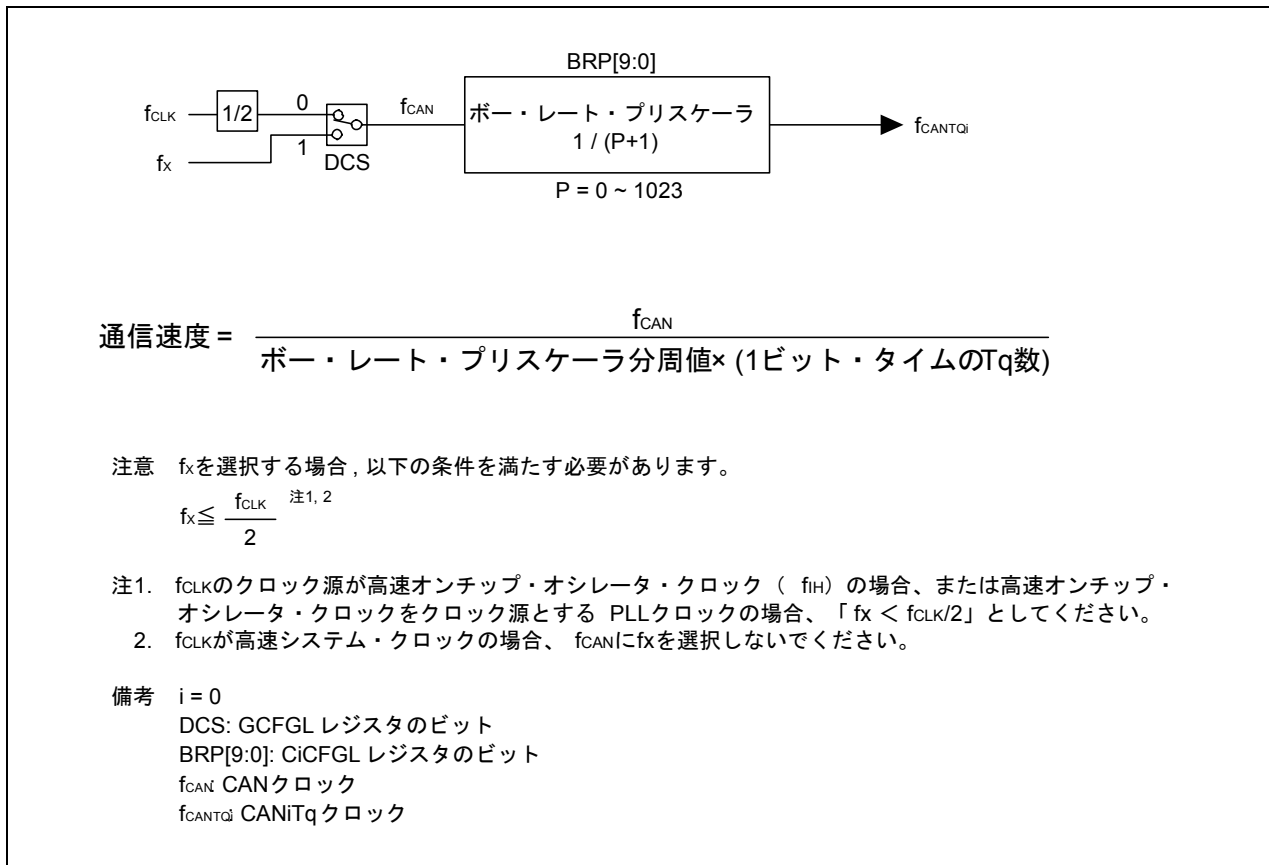 BRP[9:0]
fCLK
1/2
0
fCAN
ボー・レート・プリスケーラ
1 / (P+1)
fCANTQi
fX
1
DCS
P = 0 ~ 1023
fCAN
通信速度 =
ボー・レート・プリスケーラ分周値× (1ビット・タイムのTq数)
注意 fxを選択する場合 , 以下の条件を満たす必要があります。
fx≦ fCLK 注1, 2
2
注1. fCLKのクロック源が高速オンチップ・オシレータ・クロック ( fIH) の場合、または高速オンチップ・
オシレータ・クロックをクロック源とする PLLクロックの場合、「 fx < fCLK/2」としてください。
2. fCLKが高速システム・クロックの場合、 fCANにfxを選択しないでください。
備考 i = 0
DCS: GCFGL レジスタのビット
BRP[9:0]: CiCFGL レジスタのビット
fCAN: CANクロック
fCANTQi: CANiTqクロック